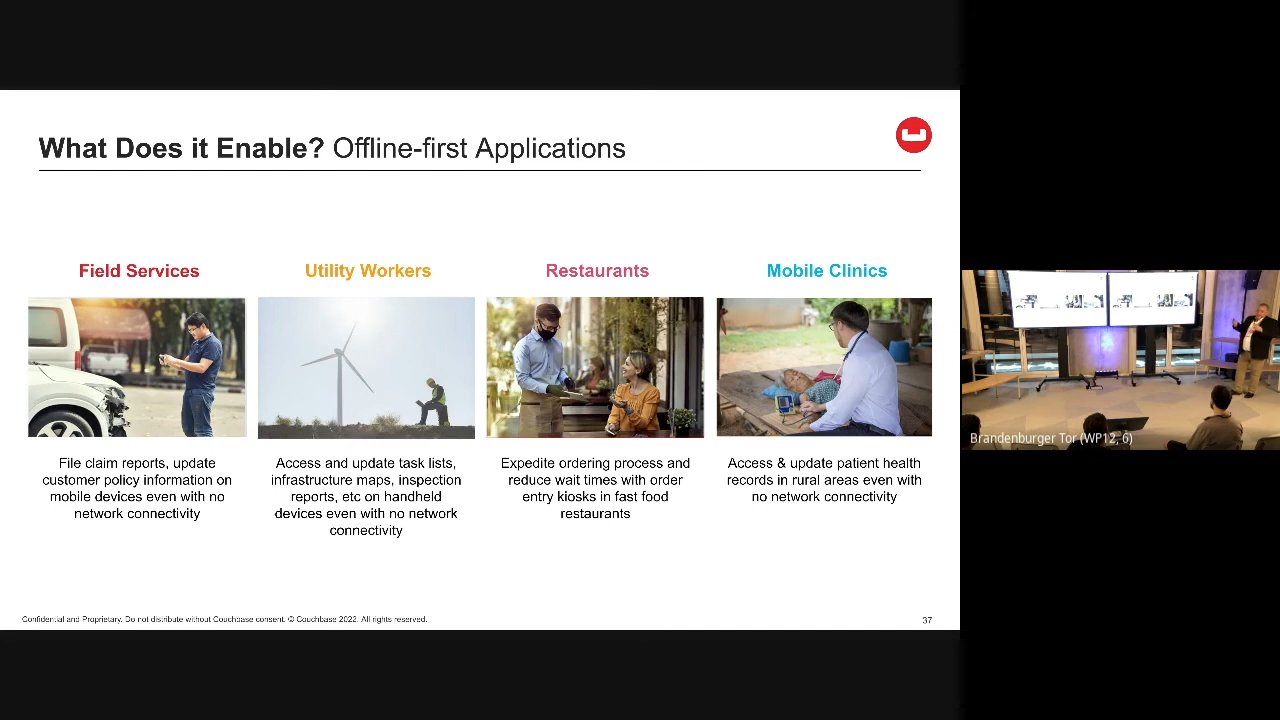 What Does it Enable? Offline-first Applications
Field Services
File claim reports, update
customer policy information on
mobile devices even with no
network connectivity
Utility Workers
Access and update task lists,
infrastructure maps, inspection
reports, etc on handheld
devices even with no network
connectivity
Restaurants
Expedite ordering process and
reduce wait times with order
entry kiosks in fast food
restaurants
Mobile Clinics
Access & update patient health
records in rural areas even with
no network connectivity
Confidential and Proprietary. Do not distribute without Couchbase consent. © Couchbase 2022. All rights reserved.
37
Brandenburger Tor (WP12, 6)